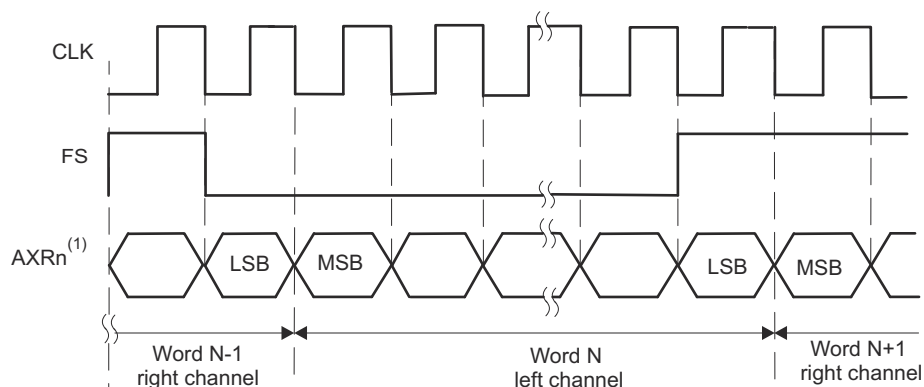 CLK
FS
AXRn(1)
LSB
MSB
LSB
MSB
Word N-1
right channel
Word N
left channel
Word N+1
right channel